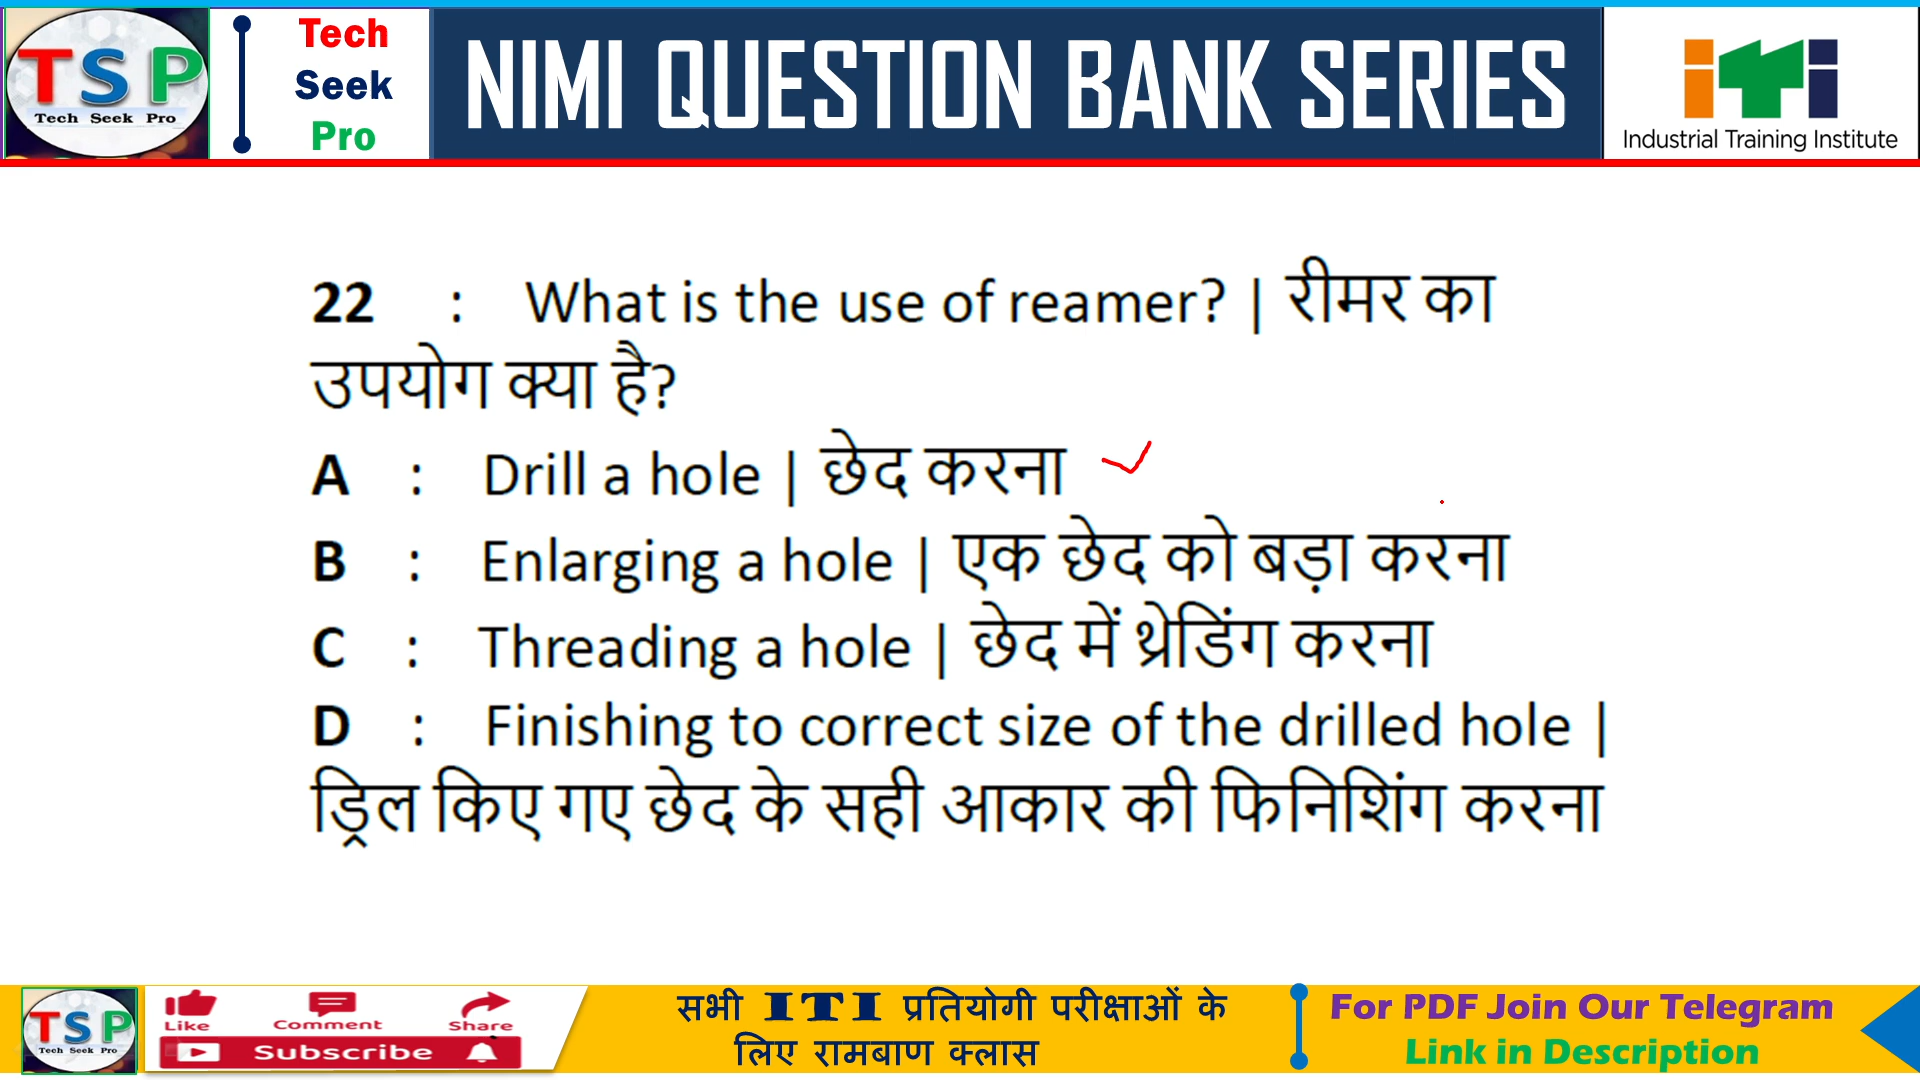 TSP
Tech Seek Pro
Tech
Seek
Pro
NIMI QUESTION BANK SERIES
iTi
Industrial Training Institute
22 : What is the use of reamer? | रीमर का
उपयोग क्या है?
A : Drill a hole | छेद करना
B : Enlarging a hole | एक छेद को बड़ा करना
C : Threading a hole | छेद में थ्रेडिंग करना
D : Finishing to correct size of the drilled hole |
ड्रिल किए गए छेद के सही आकार की फिनिशिंग करना
TSP
Tech Seek Pro
Like
Comment
Share
Subscribe
सभी ITI प्रतियोगी परीक्षाओं के
लिए रामबाण क्लास
For PDF Join Our Telegram
Link in Description